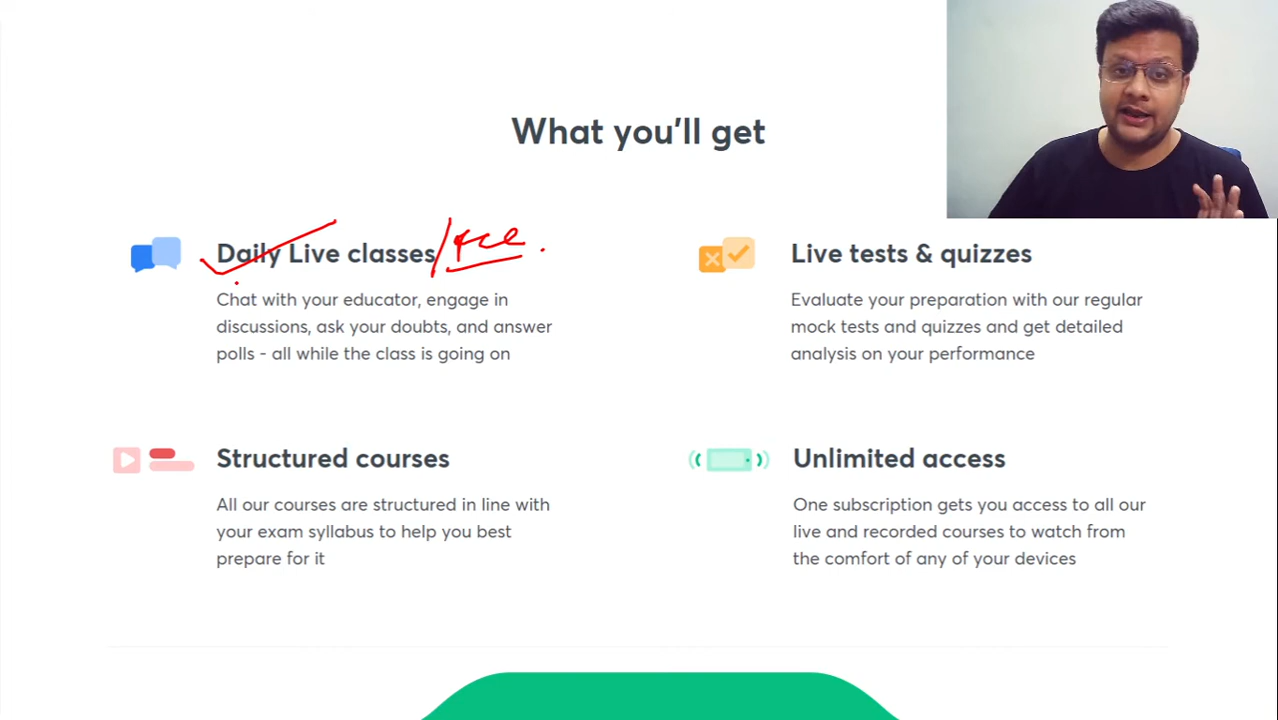 What you'll get
Daily Live classes
Chat with your educator, engage in
discussions, ask your doubts, and answer
polls - all while the class is going on
Live tests & quizzes
Evaluate your preparation with our regular
mock tests and quizzes and get detailed
analysis on your performance
Structured courses
All our courses are structured in line with
your exam syllabus to help you best
prepare for it
Unlimited access
One subscription gets you access to all our
live and recorded courses to watch from
the comfort of any of your devices